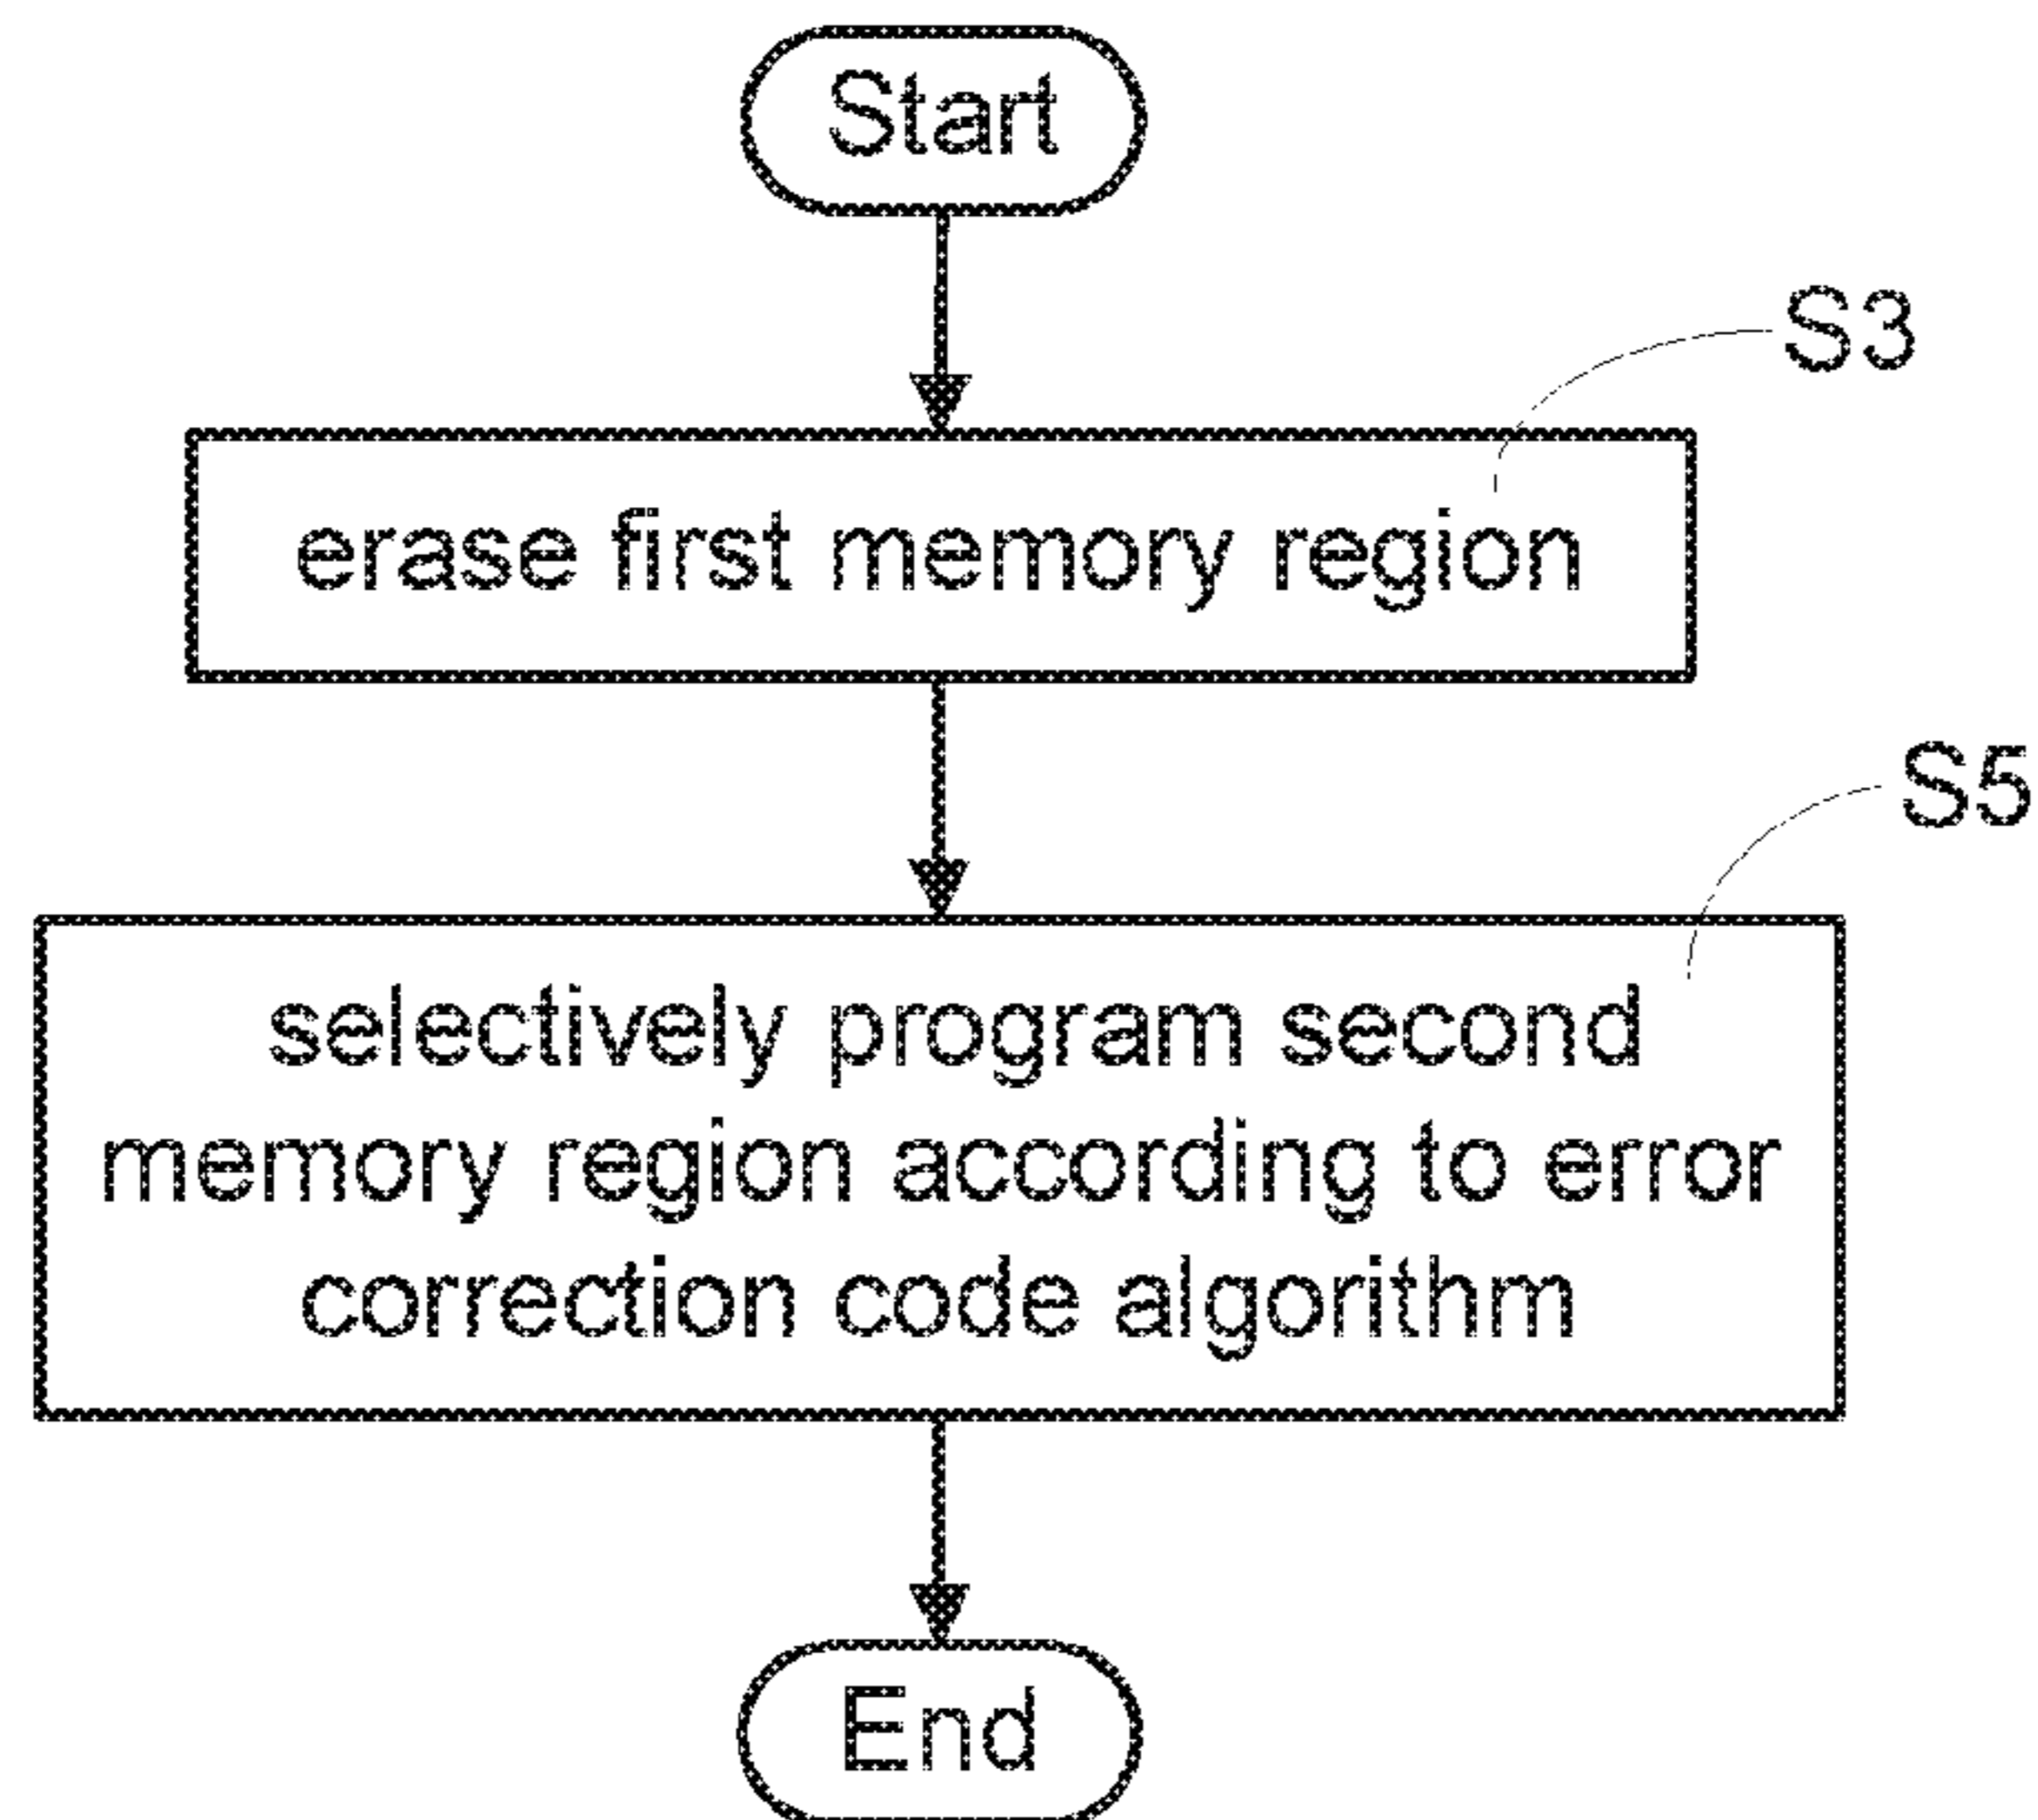 Start
S3
erase first memory region
S5
selectively program second
memory region according to error
correction code algorithm
End